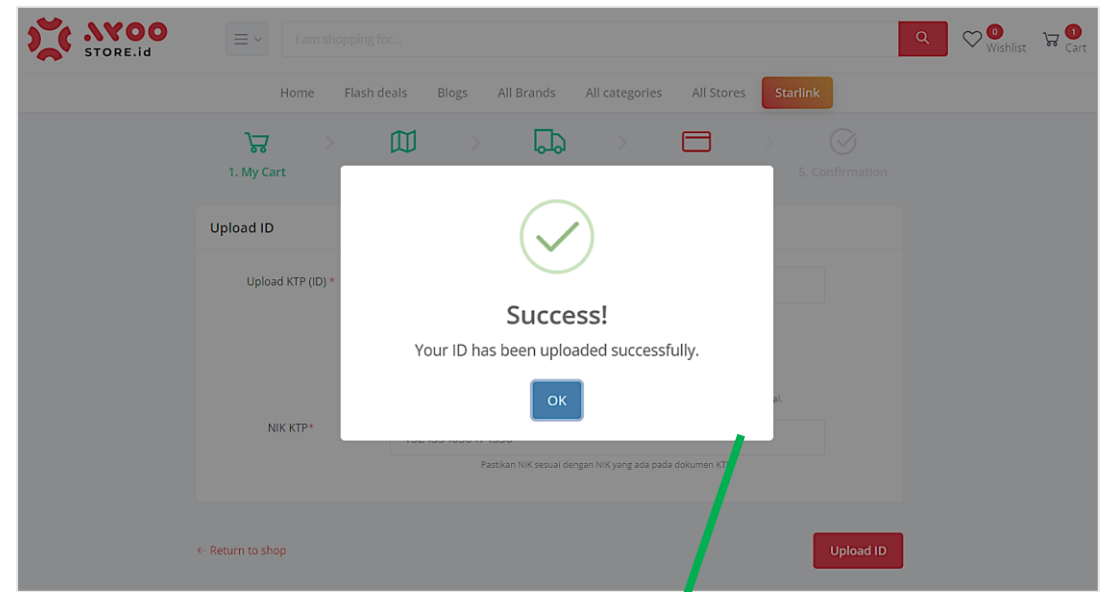 AYOO
STORE.id
I am shopping for...
0
Wishlist
1
Cart
Home Flash deals Blogs All Brands All categories All Stores Starlink
1. My Cart
5. Confirmation
Upload ID
Upload KTP (ID) *
Success!
Your ID has been uploaded successfully.
OK
al.
NIK KTP*
Pastikan NIK sesuai dengan NIK yang ada pada dokumen
← Return to shop
Upload ID